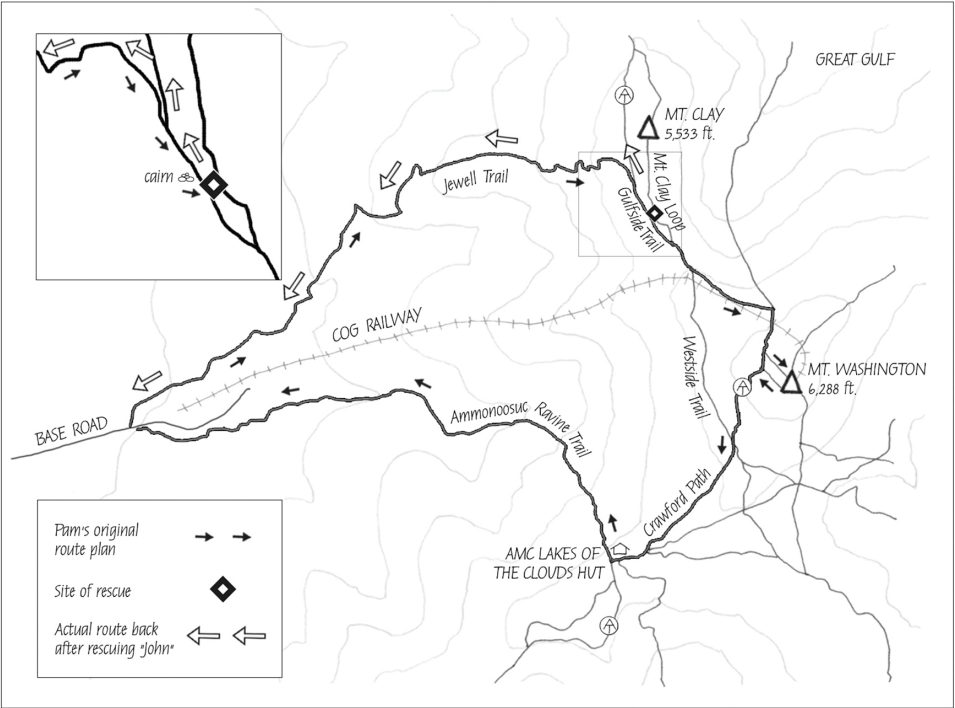 cairn
GREAT GULF
MT. CLAY
5,533 ft.
Mt. Clay Loop
Gulfside Trail
Jewell Trail
COG RAILWAY
Westside Trail
MT. WASHINGTON
6,288 ft.
BASE ROAD
Ammonoosuc Ravine Trail
Crawford Path
AMC LAKES OF
THE CLOUDS HUT
Pam's original
route plan
Site of rescue
Actual route back
after rescuing "John"